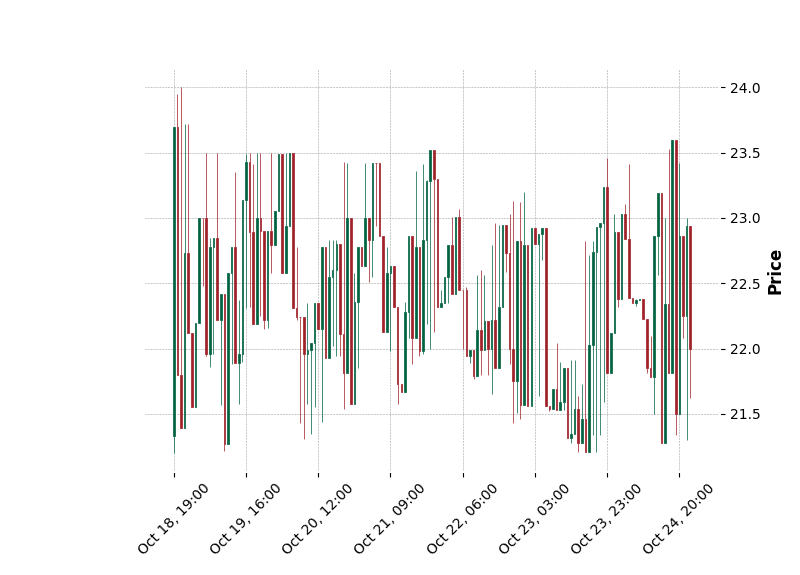 24.0
23.5
23.0
22.5
22.0
21.5
Price
Oct 18, 19:00
Oct 19, 16:00
Oct 20, 12:00
Oct 21, 09:00
Oct 22, 06:00
Oct 23, 03:00
Oct 23, 23:00
Oct 24, 20:00